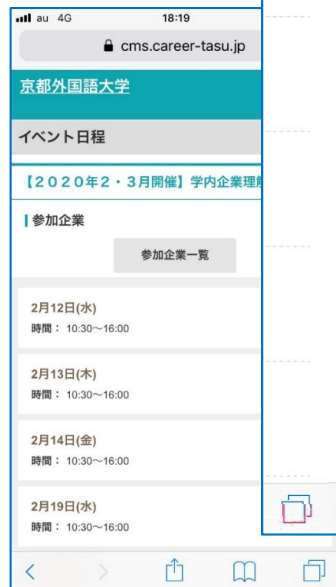 au 4G 18:19
cms.career-tasu.jp
京都外国語大学
イベント日程
【2020年2・3月開催】学内企業理解
参加企業
参加企業一覧
2月12日(水)
時間： 10:30～16:00
2月13日(木)
時間： 10:30～16:00
2月14日(金)
時間： 10:30～16:00
2月19日(水)
時間： 10:30～16:00